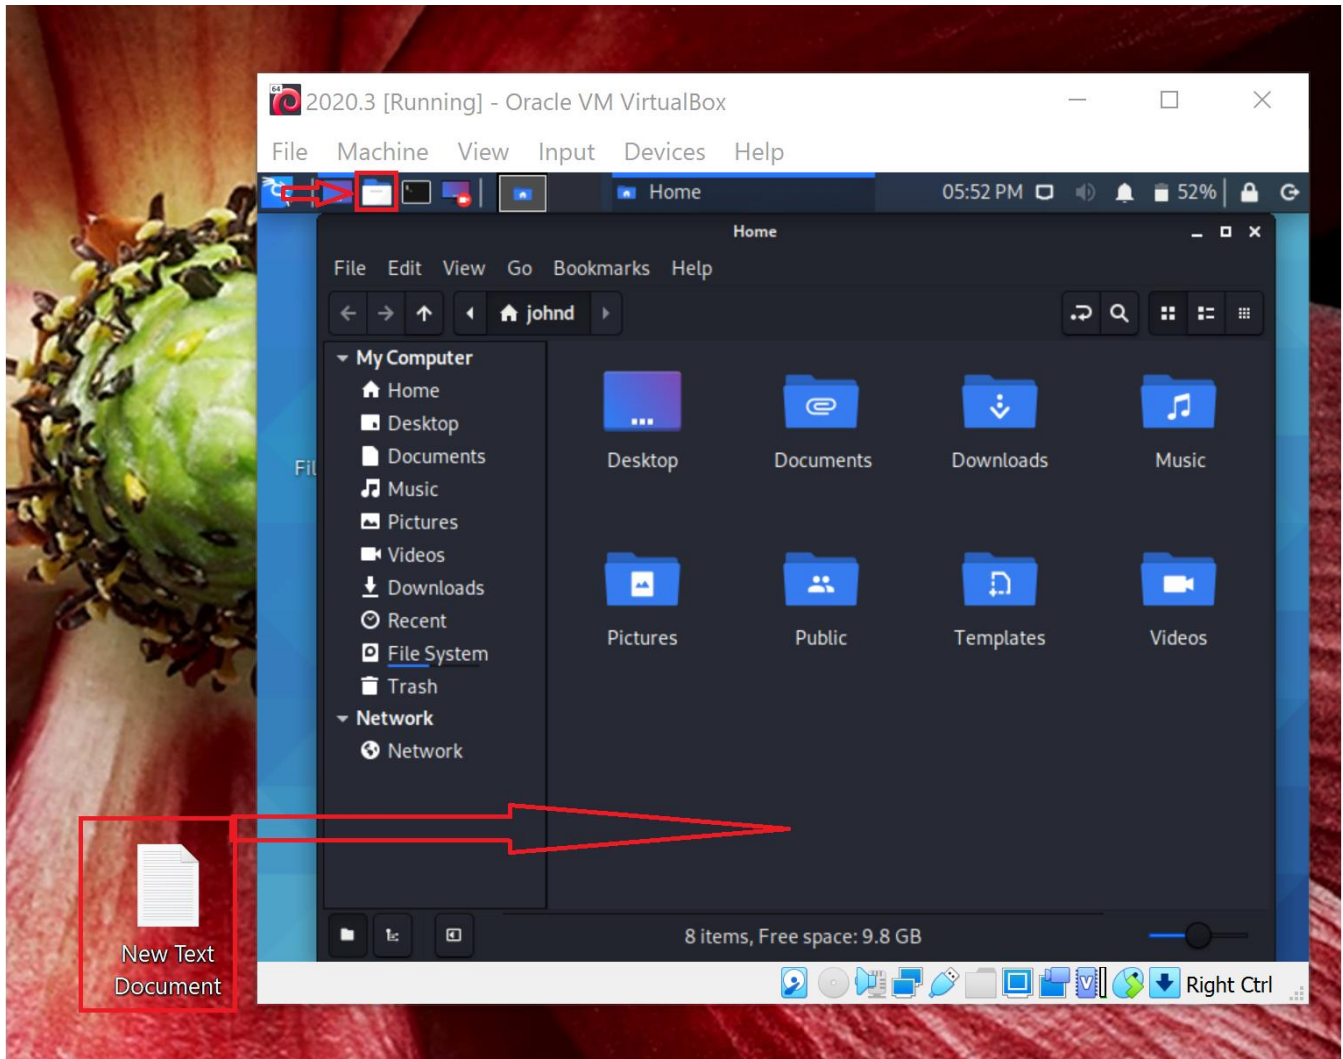 64
2020.3 [Running] - Oracle VM VirtualBox
File Machine View Input Devices Help
Home 05:52 PM 52%
Home
File Edit View Go Bookmarks Help
johnd
My Computer
Home
Desktop
Documents
Music
Pictures
Videos
Downloads
Recent
File System
Trash
Network
Network
Desktop Documents Downloads Music
Pictures Public Templates Videos
Fil
8 items, Free space: 9.8 GB
New Text
Document
V
Right Ctrl